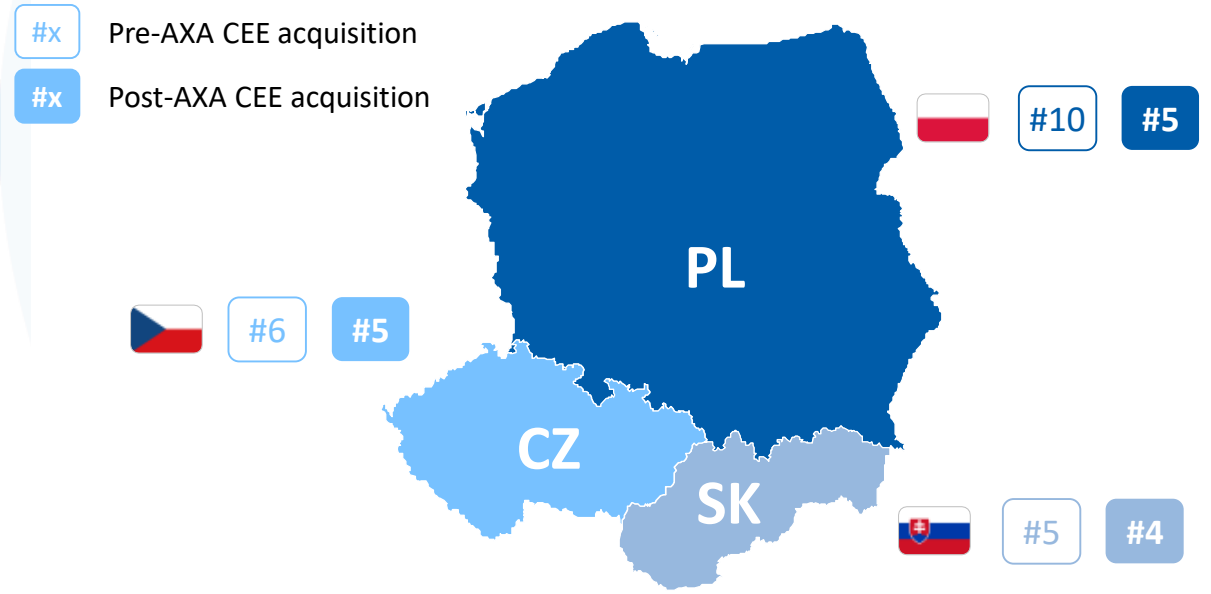 #x Pre-AXA CEE acquisition
#x Post-AXA CEE acquisition
#10 #5
PL
#6 #5
CZ
SK
#5 #4